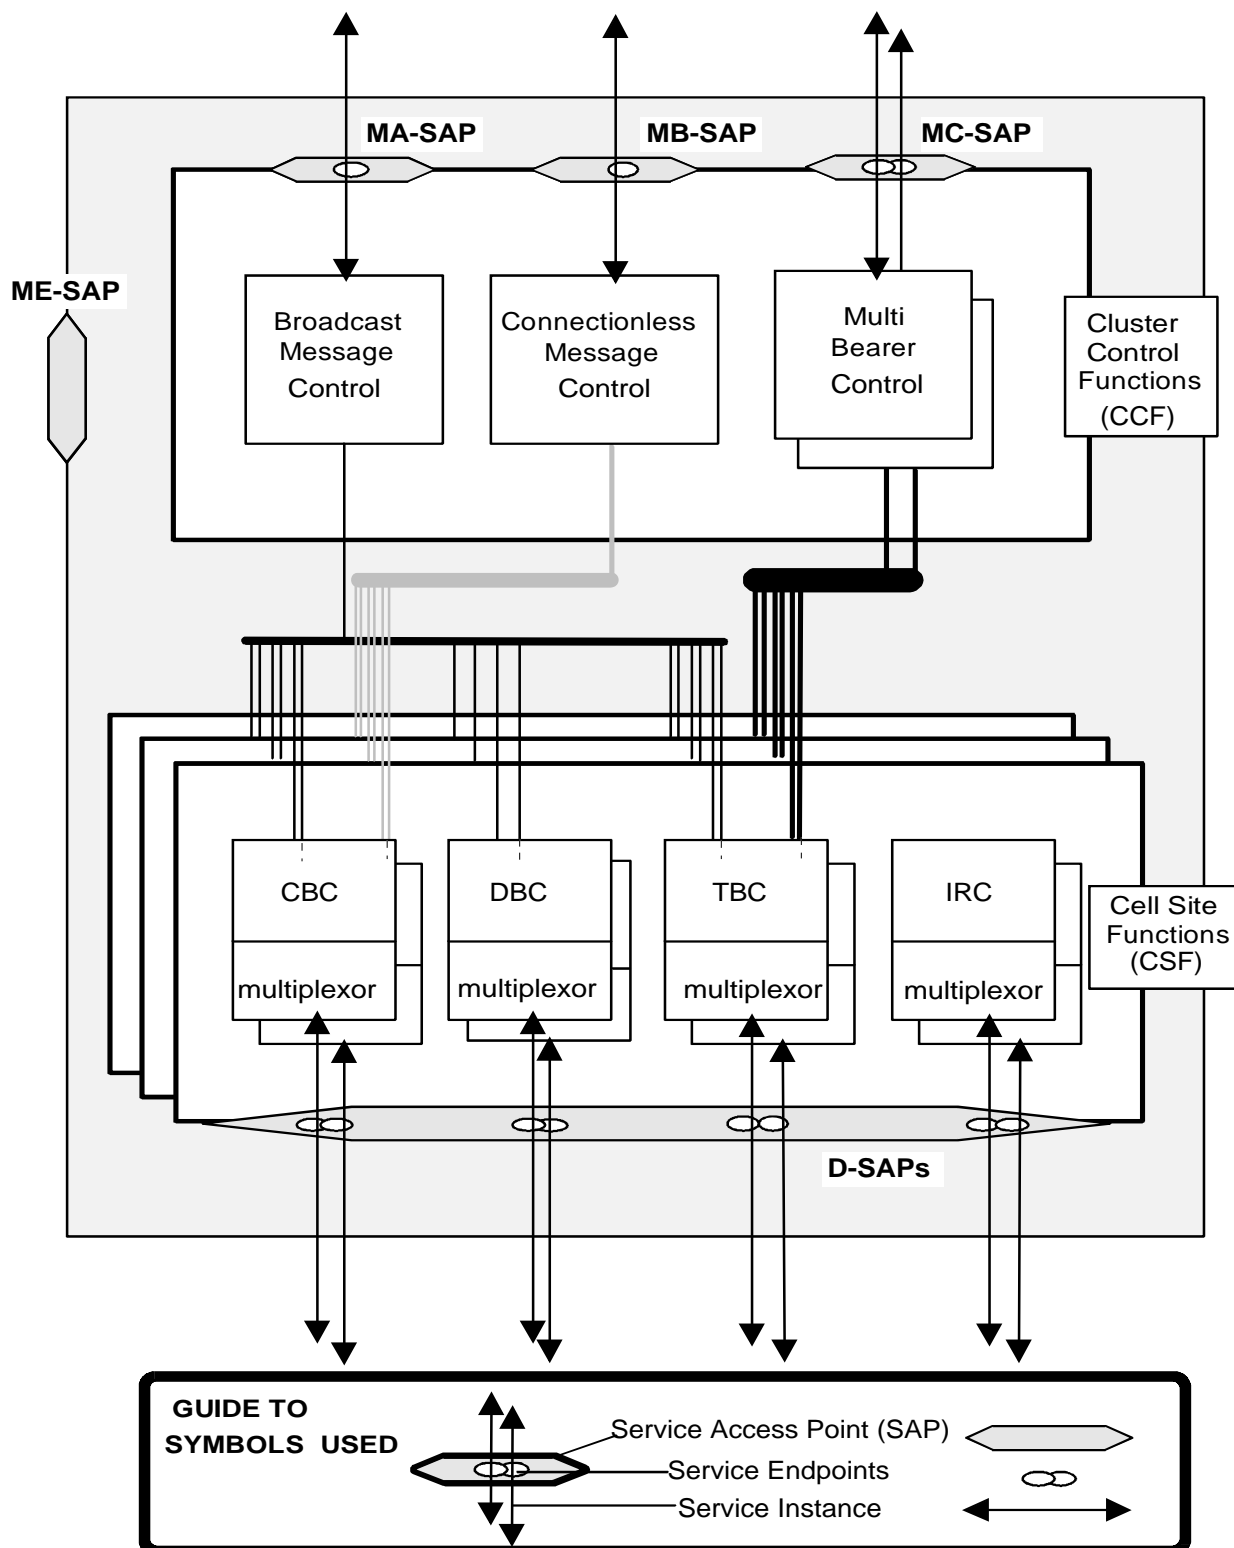 MA-SAP
MB-SAP
MC-SAP
ME-SAP
Broadcast
Message
Control
Connectionless
Message
Control
Multi
Bearer
Control
Cluster
Control
Functions
(CCF)
CBC
DBC
TBC
IRC
multiplexor
multiplexor
multiplexor
multiplexor
Cell Site
Functions
(CSF)
D-SAPs
GUIDE TO
SYMBOLS USED
Service Access Point (SAP)
Service Endpoints
Service Instance